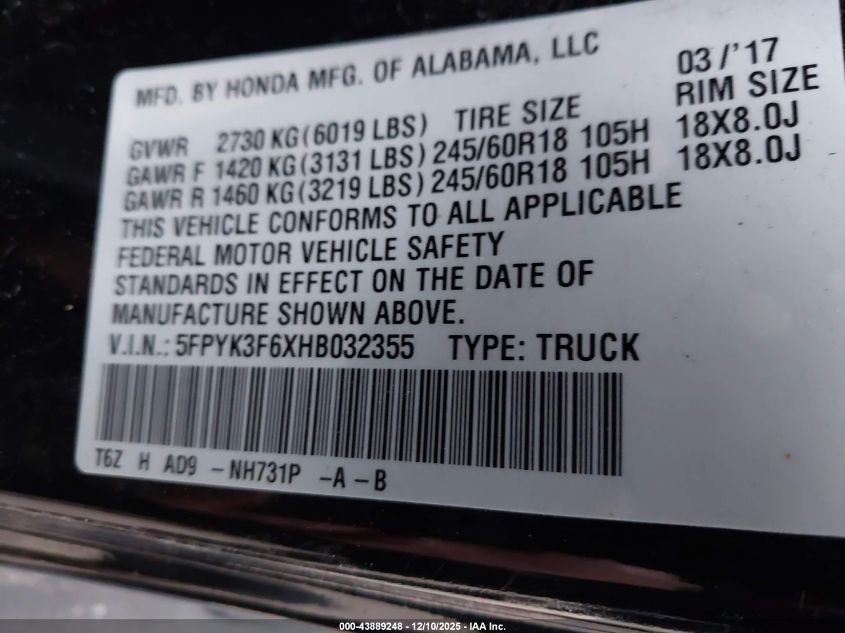 MFD. BY HONDA MFG. OF ALABAMA, LLC 03/'17
GVWR 2730 KG(6019 LBS) TIRE SIZE RIM SIZE
GAWR F 1420 KG(3131 LBS) 245/60R18 105H 18X8.0J
GAWR R 1460 KG(3219 LBS) 245/60R18 105H 18X8.0J
THIS VEHICLE CONFORMS TO ALL APPLICABLE
FEDERAL MOTOR VEHICLE SAFETY
STANDARDS IN EFFECT ON THE DATE OF
MANUFACTURE SHOWN ABOVE.
V.I.N.: 5FPYK3F6XHB032355 TYPE: TRUCK
T6Z H AD9 -NH731P -A-B
000-43889248 - 12/10/2025 - IAA Inc.